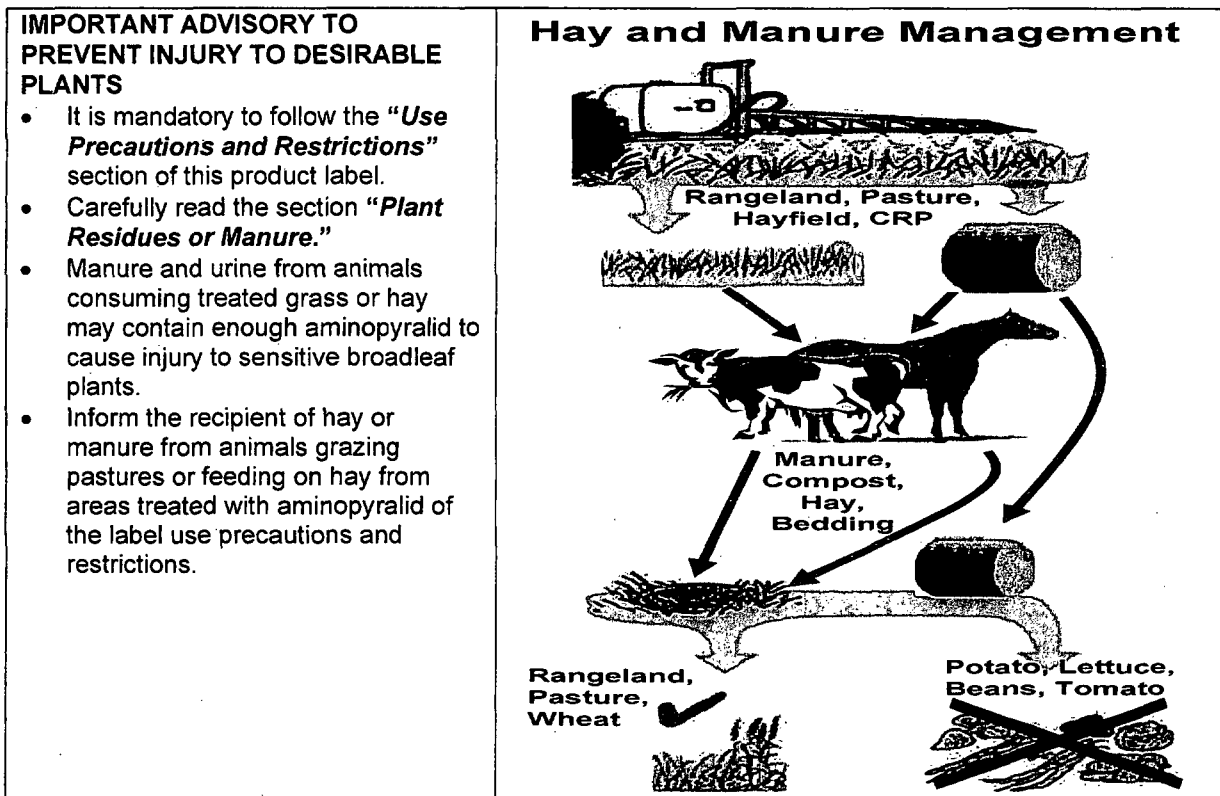 IMPORTANT ADVISORY TO
PREVENT INJURY TO DESIRABLE
PLANTS
• It is mandatory to follow the "Use
Precautions and Restrictions"
section of this product label.
• Carefully read the section "Plant
Residues or Manure."
• Manure and urine from animals
consuming treated grass or hay
may contain enough aminopyralid to
cause injury to sensitive broadleaf
plants.
• Inform the recipient of hay or
manure from animals grazing
pastures or feeding on hay from
areas treated with aminopyralid of
the label use precautions and
restrictions.
Hay and Manure Management
Rangeland, Pasture,
Hayfield, CRP
Manure,
Compost,
Hay,
Bedding
Rangeland,
Pasture,
Wheat
Potato, Lettuce,
Beans, Tomato